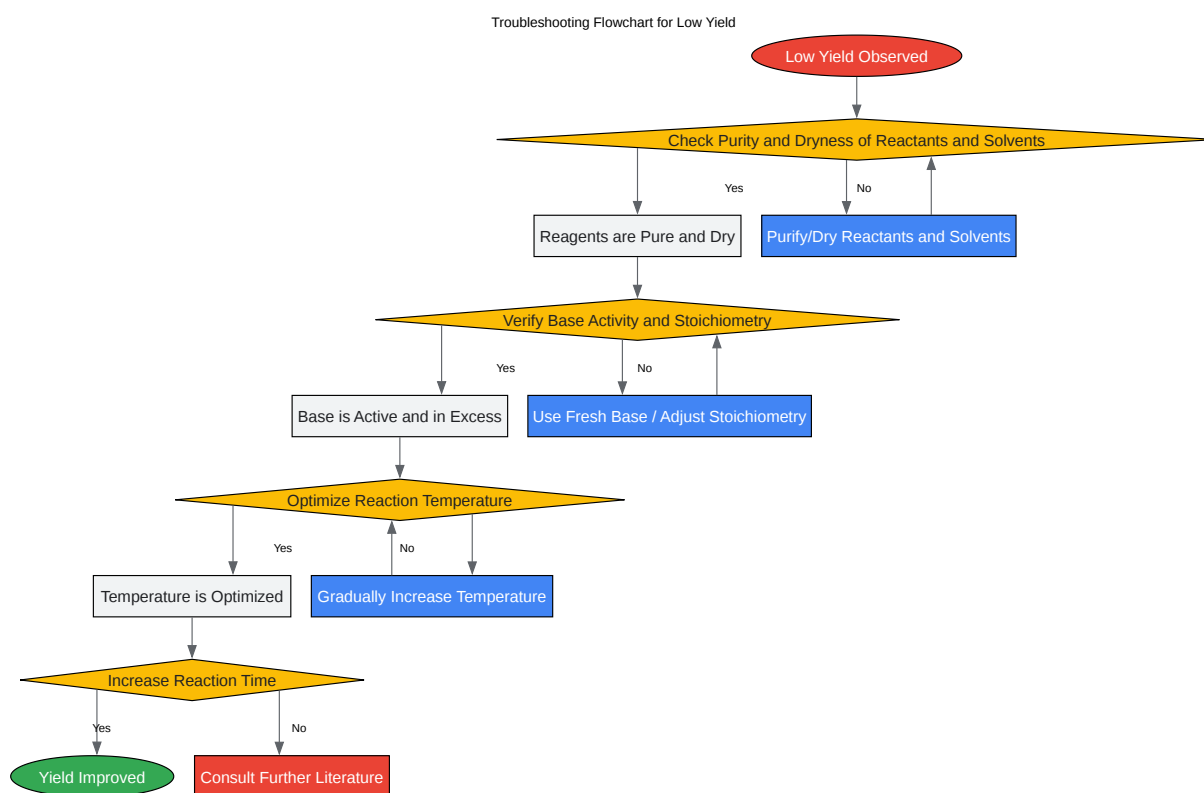 Troubleshooting Flowchart for Low Yield
Low Yield Observed
Check Purity and Dryness of Reactants and Solvents
Yes
No
Reagents are Pure and Dry
Purify/Dry Reactants and Solvents
Verify Base Activity and Stoichiometry
Yes
No
Base is Active and in Excess
Use Fresh Base / Adjust Stoichiometry
Optimize Reaction Temperature
Yes
No
Temperature is Optimized
Gradually Increase Temperature
Increase Reaction Time
Yes
No
Yield Improved
Consult Further Literature